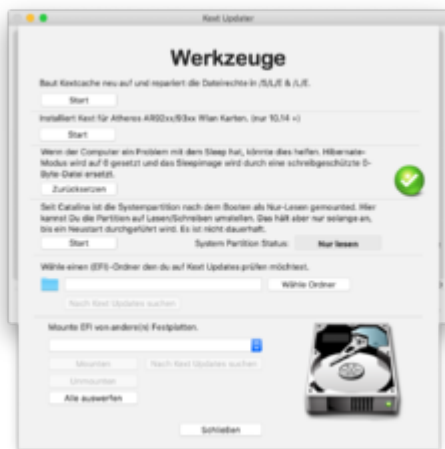 Kext Updater
Werkzeuge
Baut Kextcache neu auf und repariert die Dateirechte in /S/L/E & /L/E.
Start
Installiert Kext für Atheros AR92xx/93xx Wlan Karten. (nur 10.14 +)
Start
Wenn der Computer ein Problem mit dem Sleep hat, könnte dies helfen. Hibernate-
Modus wird auf 0 gesetzt und das Sleepimage wird durch eine schreibgeschützte 0-
Byte-Datei ersetzt.
Zurücksetzen
Seit Catalina ist die Systempartition nach dem Booten als Nur-Lesen gemounted. Hier
kannst Du die Partition auf Lesen/Schreiben umstellen. Das hält aber nur solange an,
bis ein Neustart durchgeführt wird. Es ist nicht dauerhaft.
Start System Partition Status: Nur lesen
Wähle einen (EFI)-Ordner den du auf Kext Updates prüfen möchtest.
Wähle Ordner
Nach Kext Updates suchen
Mounte EFI von andere(n) Festplatten.
Mounten Nach Kext Updates suchen
Unmounten
Alle auswerfen
Schließen